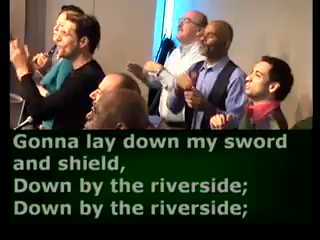 Gonna lay down my sword
and shield,
Down by the riverside;
Down by the riverside;